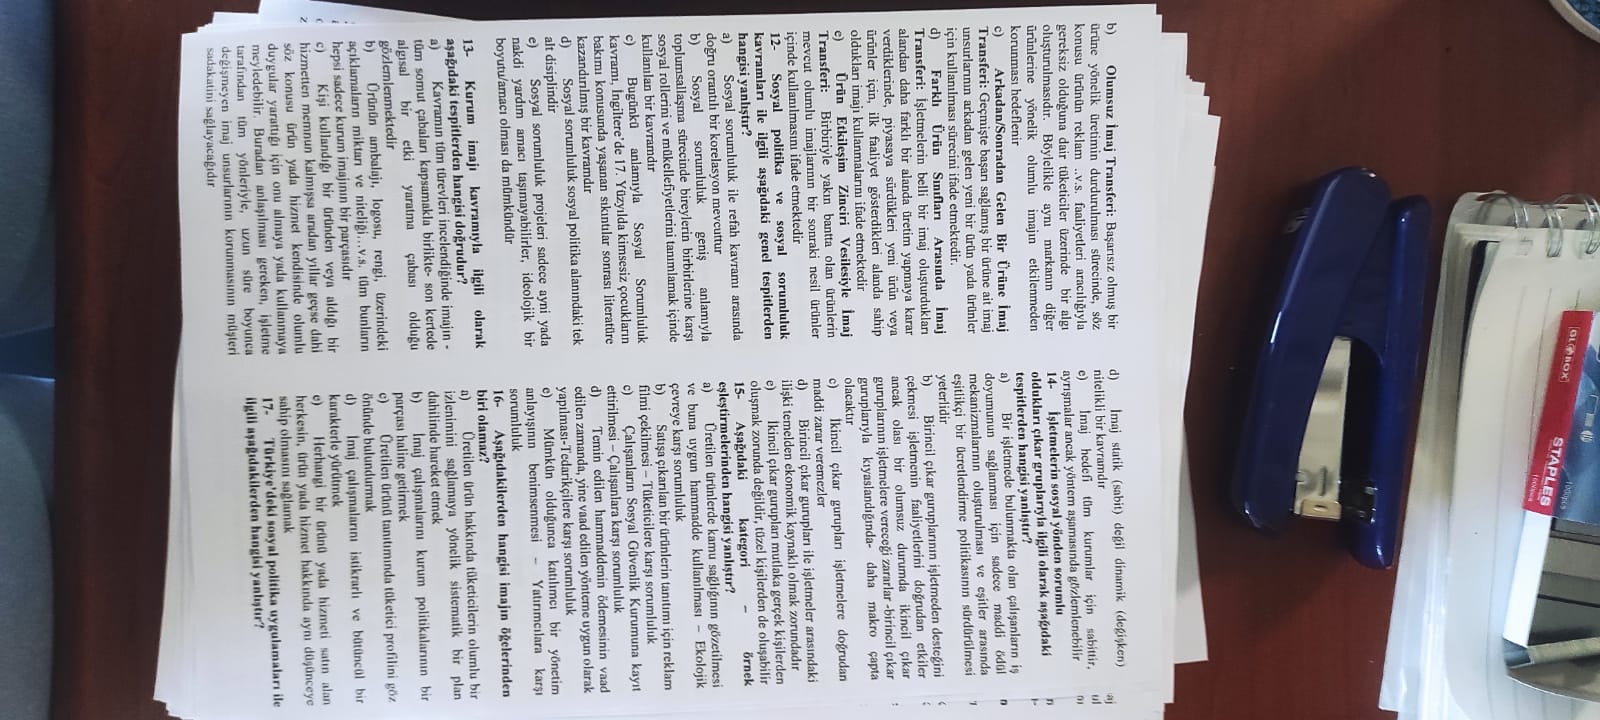 GLOBOX
1000pcs
STAPLES
1000pcs
b) Olumsuz İmaj Transferi: Başarısız olmuş bir
ürüne yönelik üretimin durdurulması sürecinde, söz
konusu ürünün reklam ..v.s. faaliyetleri aracılığıyla
gereksiz olduğuna dair tüketiciler üzerinde bir algı
oluşturulmasıdır. Böylelikle aynı markanın diğer
ürünlerine yönelik olumlu imajın etkilenmeden
korunması hedeflenir
c) Arkadan/Sonradan Gelen Bir Ürüne İmaj
Transferi: Geçmişte başarı sağlamış bir ürüne ait imaj
unsurlarının arkadan gelen yeni bir ürün yada ürünler
için kullanılması sürecini ifade etmektedir.
d) Farklı Ürün Sınıfları Arasında İmaj
Transferi: İşletmelerin belli bir imaj oluşturdukları
alandan daha farklı bir alanda üretim yapmaya karar
verdiklerinde, piyasaya sürdükleri yeni ürün veya
ürünler için, ilk faaliyet gösterdikleri alanda sahip
oldukları imajı kullanmalarını ifade etmektedir
e) Ürün Etkileşim Zinciri Vesilesiyle İmaj
Transferi: Birbiriyle yakın bantta olan ürünlerin
mevcut olumlu imajlarının bir sonraki nesil ürünler
içinde kullanılmasını ifade etmektedir
12- Sosyal politika ve sosyal sorumluluk
kavramları ile ilgili aşağıdaki genel tespitlerden
hangisi yanlıştır?
a) Sosyal sorumluluk ile refah kavramı arasında
doğru orantılı bir korelasyon mevcuttur
b) Sosyal sorumluluk geniş anlamıyla
toplumsallaşma sürecinde bireylerin birbirlerine karşı
sosyal rollerini ve mükellefiyetlerini tanımlamak içinde
kullanılan bir kavramdır
c) Bugünkü anlamıyla Sosyal Sorumluluk
kavramı, İngiltere'de 17. Yüzyılda kimsesiz çocukların
bakımı konusunda yaşanan sıkıntılar sonrası literatüre
kazandırılmış bir kavramdır
d) Sosyal sorumluluk sosyal politika alanındaki tek
alt disiplindir
e) Sosyal sorumluluk projeleri sadece ayni yada
nakdi yardım amacı taşımayabilirler, ideolojik bir
boyutu/amacı olması da mümkündür
13- Kurum imajı kavramıyla ilgili olarak
aşağıdaki tespitlerden hangisi doğrudur?
a) Kavramın tüm türevleri incelendiğinde imajın -
tüm somut çabaları kapsamakla birlikte- son kertede
algısal bir etki yaratma çabası olduğu
gözlemlenmektedir
b) Ürünün ambalajı, logosu, rengi, üzerindeki
açıklamaların miktarı ve niteliği...v.s. tüm bunların
hepsi sadece kurum imajının bir parçasıdır
c) Kişi kullandığı bir üründen veya aldığı bir
hizmetten memnun kalmışsa aradan yıllar geçse dahi
söz konusu ürün yada hizmet kendisinde olumlu
duygular yarattığı için onu almaya yada kullanmaya
meyledebilir. Buradan anlaşılması gereken, işletme
tarafından tüm yönleriyle, uzun süre boyunca
değişmeyen imaj unsurlarının korunmasının müşteri
sadakatini sağlayacağıdır
d) İmaj statik (sabit) değil dinamik (değişken)
nitelikli bir kavramdır
e) İmaj hedefi tüm kurumlar için sabittir,
ayrışmalar ancak yöntem aşamasında gözlemlenebilir
14- İşletmelerin sosyal yönden sorumlu
oldukları çıkar gruplarıyla ilgili olarak aşağıdaki
tespitlerden hangisi yanlıştır?
a) Bir işletmede bulunmakta olan çalışanların iş
doyumunun sağlanması için sadece maddi ödül
mekanizmalarının oluşturulması ve eşitler arasında
eşitlikçi bir ücretlendirme politikasının sürdürülmesi
yeterlidir
b) Birincil çıkar guruplarının işletmeden desteğini
çekmesi işletmenin faaliyetlerini doğrudan etkiler
ancak olası bir olumsuz durumda ikincil çıkar
guruplarının işletmelere vereceği zararlar -birincil çıkar
guruplarıyla kıyaslandığında- daha makro çapta
olacaktır
c) İkincil çıkar gurupları işletmelere doğrudan
maddi zarar veremezler
d) Birincil çıkar gurupları ile işletmeler arasındaki
ilişki temelden ekonomik kaynaklı olmak zorundadır
e) İkincil çıkar gurupları mutlaka gerçek kişilerden
oluşmak zorunda değildir, tüzel kişilerden de oluşabilir
15- Aşağıdaki kategori – örnek
eşleştirmelerinden hangisi yanlıştır?
a) Üretilen ürünlerde kamu sağlığının gözetilmesi
ve buna uygun hammadde kullanılması – Ekolojik
çevreye karşı sorumluluk
b) Satışa çıkarılan bir ürünlerin tanıtımı için reklam
filmi çekilmesi – Tüketicilere karşı sorumluluk
c) Çalışanların Sosyal Güvenlik Kurumuna kayıt
ettirilmesi – Çalışanlara karşı sorumluluk
d) Temin edilen hammaddenin ödemesinin vaad
edilen zamanda, yine vaad edilen yönteme uygun olarak
yapılması-Tedarikçilere karşı sorumluluk
e) Mümkün olduğunca katılımcı bir yönetim
anlayışının benimsenmesi – Yatırımcılara karşı
sorumluluk
16- Aşağıdakilerden hangisi imajın öğelerinden
biri olamaz?
a) Üretilen ürün hakkında tüketicilerin olumlu bir
izlenimini sağlamaya yönelik sistematik bir plan
dahilinde hareket etmek
b) İmaj çalışmalarını kurum politikalarının bir
parçası haline getirmek
c) Üretilen ürünü tanıtımında tüketici profilini göz
önünde bulundurmak
d) İmaj çalışmalarını istikrarlı ve bütüncül bir
karakterle yürütmek
e) Herhangi bir ürünü yada hizmeti satın alan
herkesin, ürün yada hizmet hakkında aynı düşünceye
sahip olmasını sağlamak
17- Türkiye'deki sosyal politika uygulamaları ile
ilgili aşağıdakilerden hangisi yanlıştır?